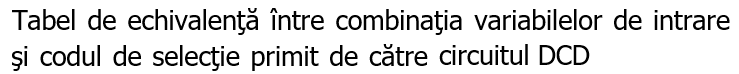 Tabel de echivalenţă între combinaţia variabilelor de intrare
şi codul de selecţie primit de către circuitul DCD